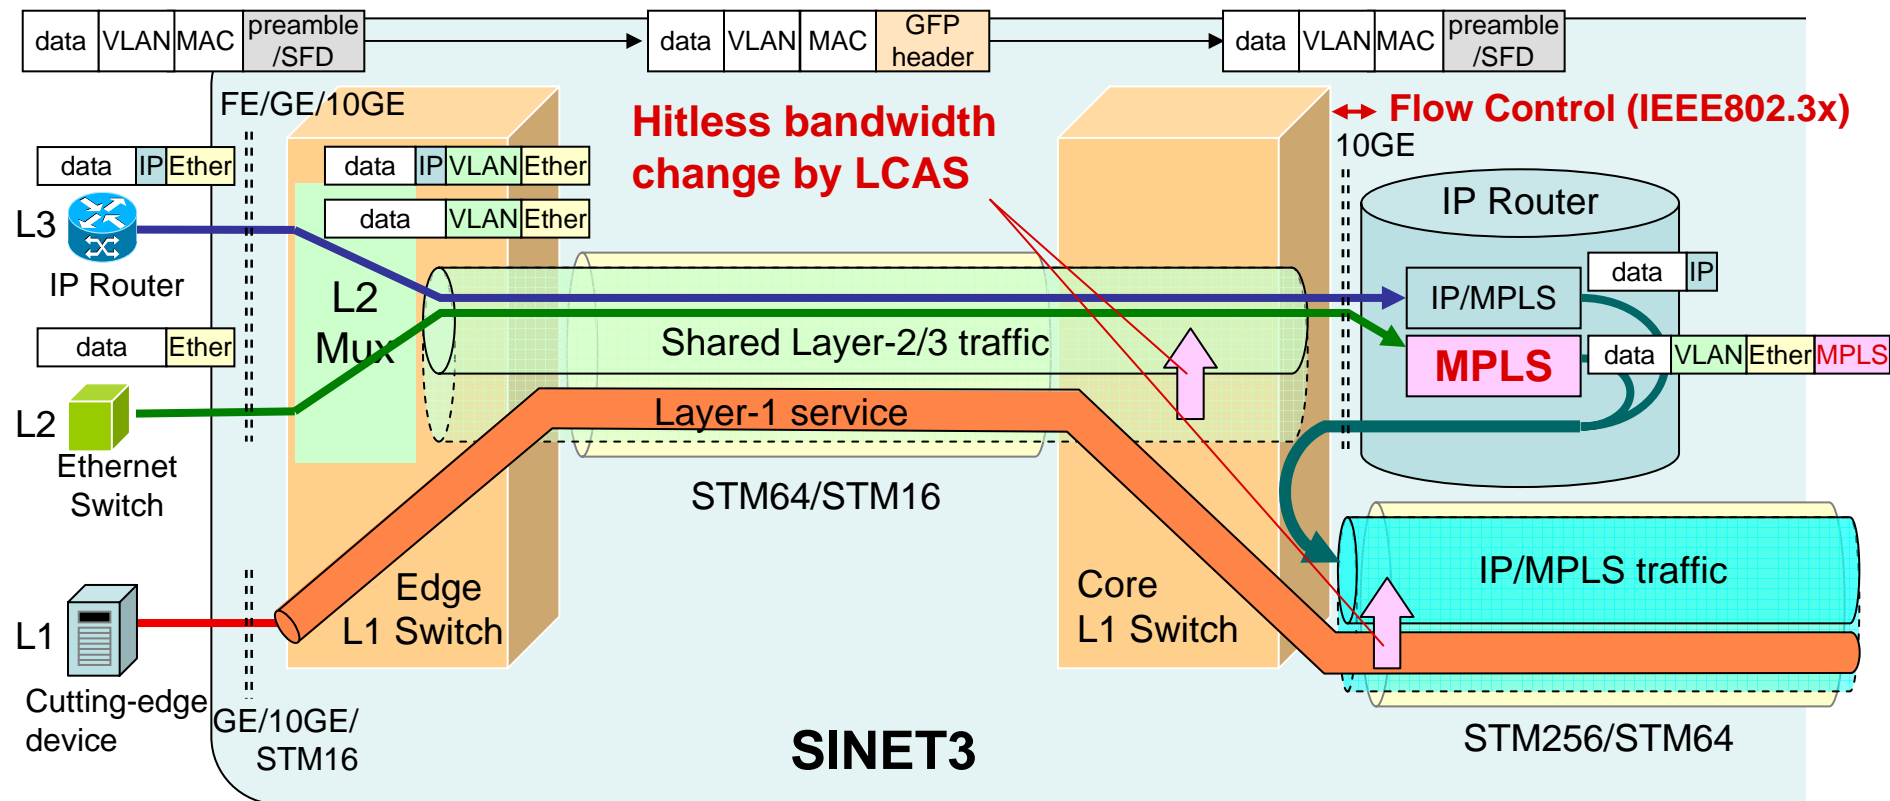 data VLAN MAC preamble
/SFD
data VLAN MAC GFP
header
data VLAN MAC preamble
/SFD
FE/GE/10GE
Hitless bandwidth
change by LCAS
Flow Control (IEEE802.3x)
10GE
data IP Ether
data IP VLAN Ether
data VLAN Ether
L3
IP Router
IP Router
data IP
IP/MPLS
L2
Mux
Shared Layer-2/3 traffic
data Ether
MPLS
data VLAN Ether MPLS
Layer-1 service
L2
Ethernet
Switch
STM64/STM16
IP/MPLS traffic
Edge
L1 Switch
Core
L1 Switch
L1
Cutting-edge
device
GE/10GE/
STM16
SINET3
STM256/STM64